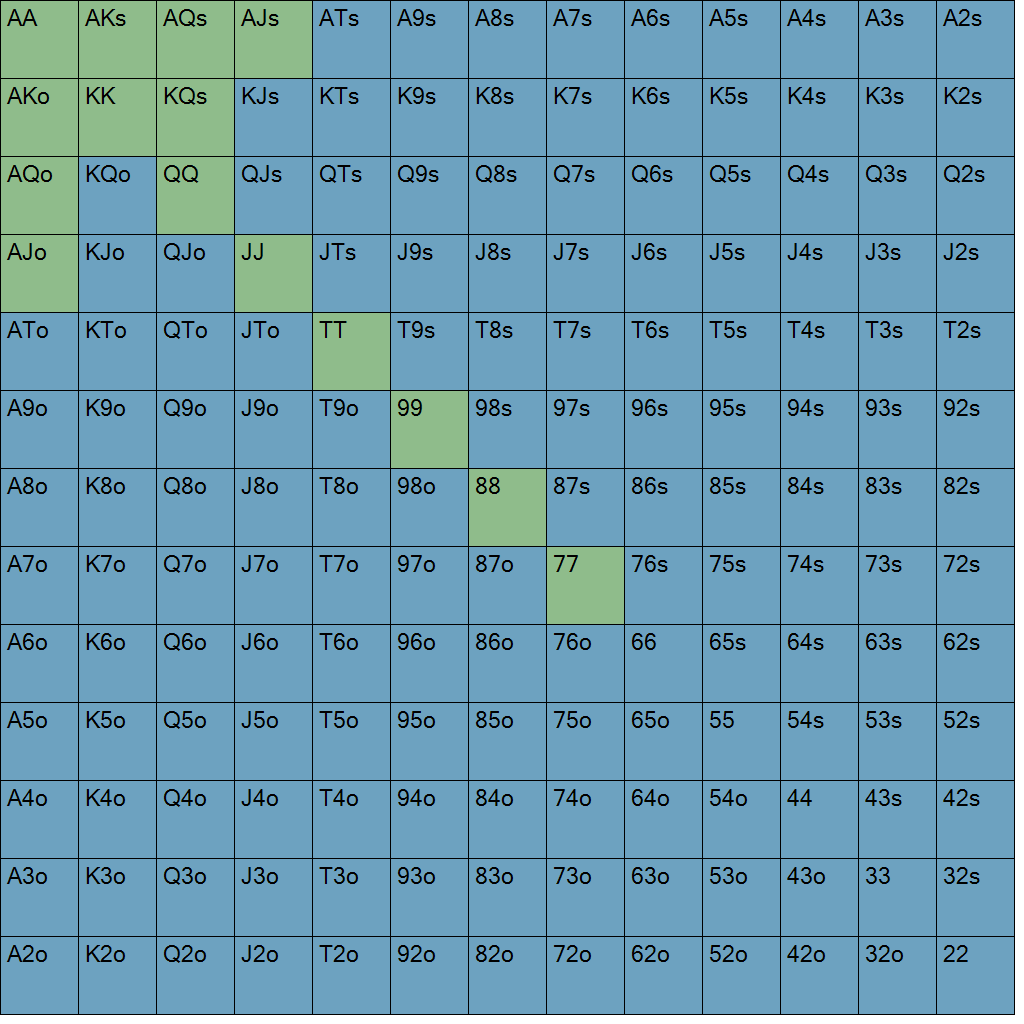 AA AKs AQs AJs ATs A9s A8s A7s A6s A5s A4s A3s A2s
AKo KK KQs KJs KTs K9s K8s K7s K6s K5s K4s K3s K2s
AQo KQo QQ QJs QTs Q9s Q8s Q7s Q6s Q5s Q4s Q3s Q2s
AJo KJo QJo JJ JTs J9s J8s J7s J6s J5s J4s J3s J2s
ATo KTo QTo JTo TT T9s T8s T7s T6s T5s T4s T3s T2s
A9o K9o Q9o J9o T9o 99 98s 97s 96s 95s 94s 93s 92s
A8o K8o Q8o J8o T8o 98o 88 87s 86s 85s 84s 83s 82s
A7o K7o Q7o J7o T7o 97o 87o 77 76s 75s 74s 73s 72s
A6o K6o Q6o J6o T6o 96o 86o 76o 66 65s 64s 63s 62s
A5o K5o Q5o J5o T5o 95o 85o 75o 65o 55 54s 53s 52s
A4o K4o Q4o J4o T4o 94o 84o 74o 64o 54o 44 43s 42s
A3o K3o Q3o J3o T3o 93o 83o 73o 63o 53o 43o 33 32s
A2o K2o Q2o J2o T2o 92o 82o 72o 62o 52o 42o 32o 22